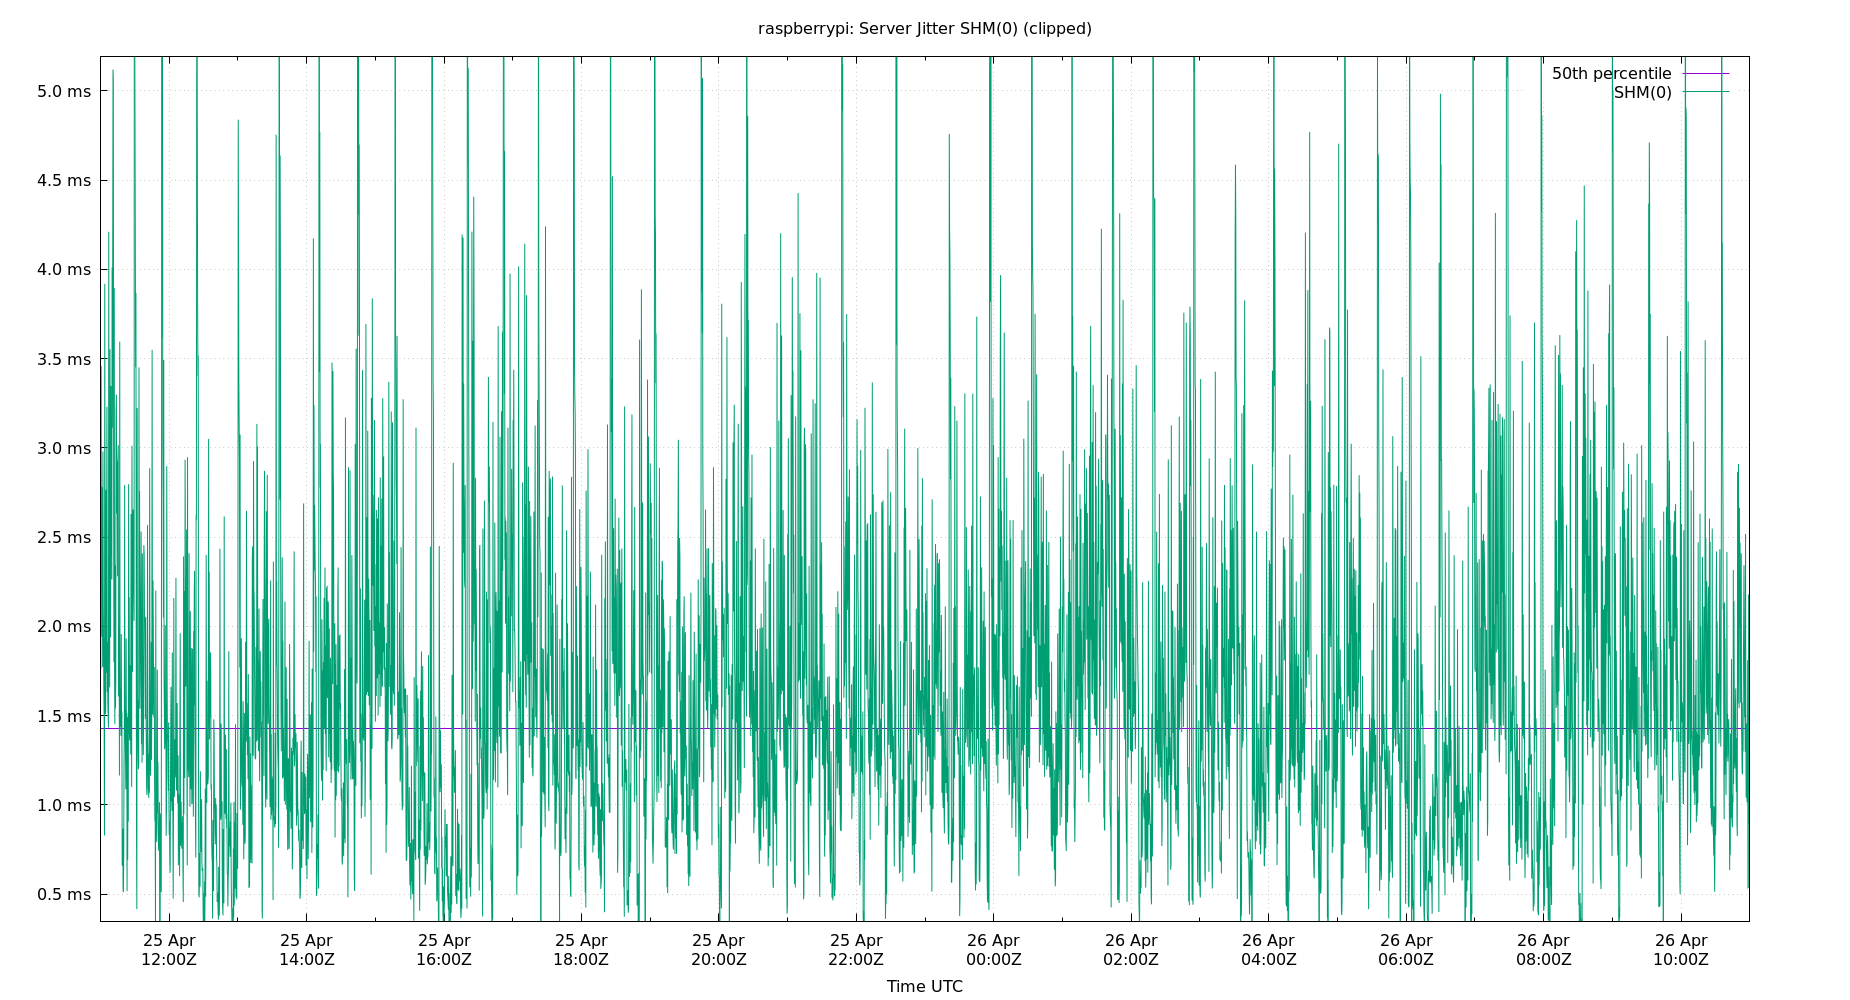 raspberrypi: Server Jitter SHM(0) (clipped)
50th percentile
SHM(0)
5.0 ms
4.5 ms
4.0 ms
3.5 ms
3.0 ms
2.5 ms
2.0 ms
1.5 ms
1.0 ms
0.5 ms
25 Apr 25 Apr 25 Apr 25 Apr 25 Apr 25 Apr 26 Apr 26 Apr 26 Apr 26 Apr 26 Apr 26 Apr
12:00Z 14:00Z 16:00Z 18:00Z 20:00Z 22:00Z 00:00Z 02:00Z 04:00Z 06:00Z 08:00Z 10:00Z
Time UTC